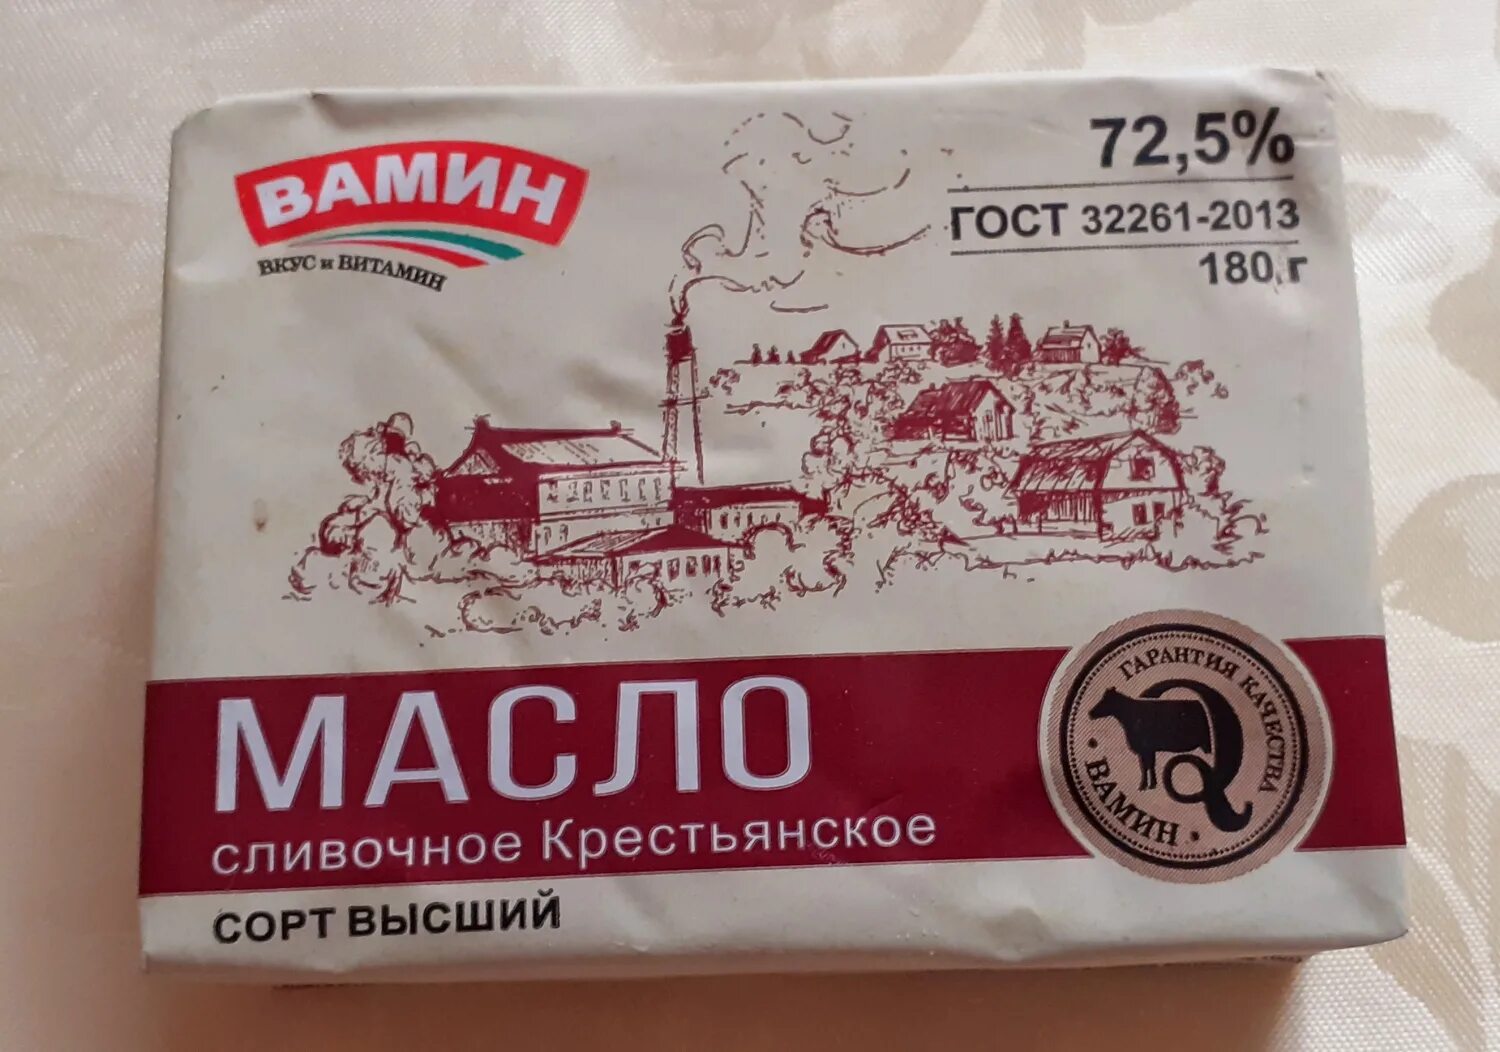 ВАМИН
ВКУС и ВИТАМИН
72,5%
ГОСТ 32261-2013
180 г
МАСЛО
сливочное Крестьянское
СОРТ ВЫСШИЙ
ГАРАНТИЯ КАЧЕСТВА
• ВАМИН •